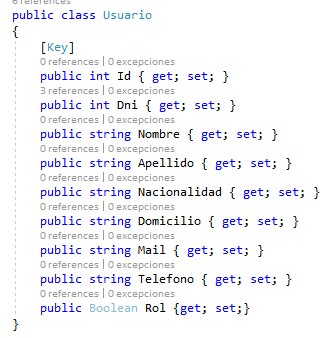 6 references
public class Usuario
{
[Key]
0 references | 0 excepciones
public int Id { get; set; }
3 references | 0 excepciones
public int Dni { get; set; }
0 references | 0 excepciones
public string Nombre { get; set; }
0 references | 0 excepciones
public string Apellido { get; set; }
0 references | 0 excepciones
public string Nacionalidad { get; set; }
0 references | 0 excepciones
public string Domicilio { get; set; }
0 references | 0 excepciones
public string Mail { get; set; }
0 references | 0 excepciones
public string Telefono { get; set; }
0 references | 0 excepciones
public Boolean Rol {get; set;}
}